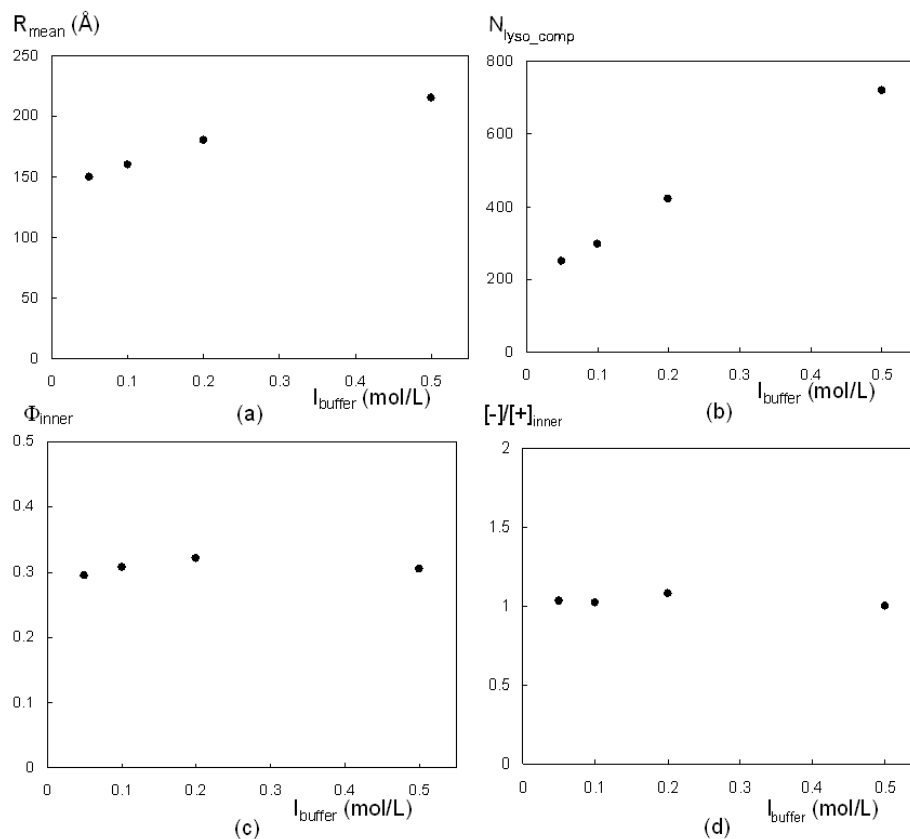 R_mean (Å)
250
200
150
100
50
0
0 0.1 0.2 0.3 0.4 0.5
I_buffer (mol/L)
(a)
N_lyso_comp
800
600
400
200
0
0 0.1 0.2 0.3 0.4 0.5
I_buffer (mol/L)
(b)
Φ_inner
0.5
0.4
0.3
0.2
0.1
0
0 0.1 0.2 0.3 0.4 0.5
I_buffer (mol/L)
(c)
[-]/[+]_inner
2
1.5
1
0.5
0
0 0.1 0.2 0.3 0.4 0.5
I_buffer (mol/L)
(d)